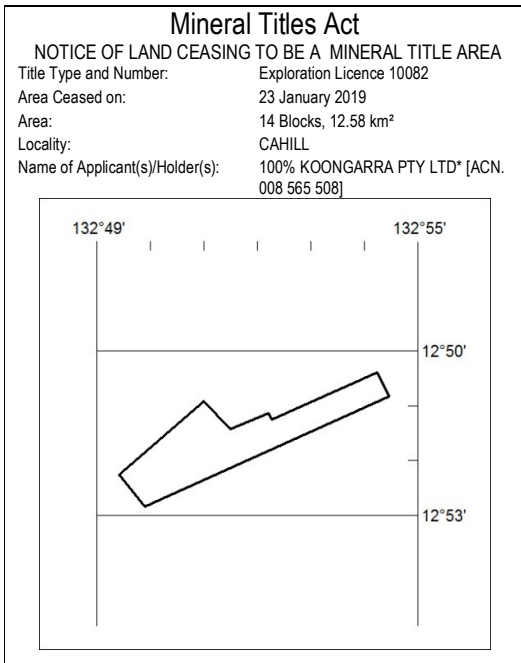 Mineral Titles Act
NOTICE OF LAND CEASING TO BE A MINERAL TITLE AREA
Title Type and Number: Exploration Licence 10082
Area Ceased on: 23 January 2019
Area: 14 Blocks, 12.58 km²
Locality: CAHILL
Name of Applicant(s)/Holder(s): 100% KOONGARRA PTY LTD* [ACN.
008 565 508]
132°49' 132°55'
12°50'
12°53'